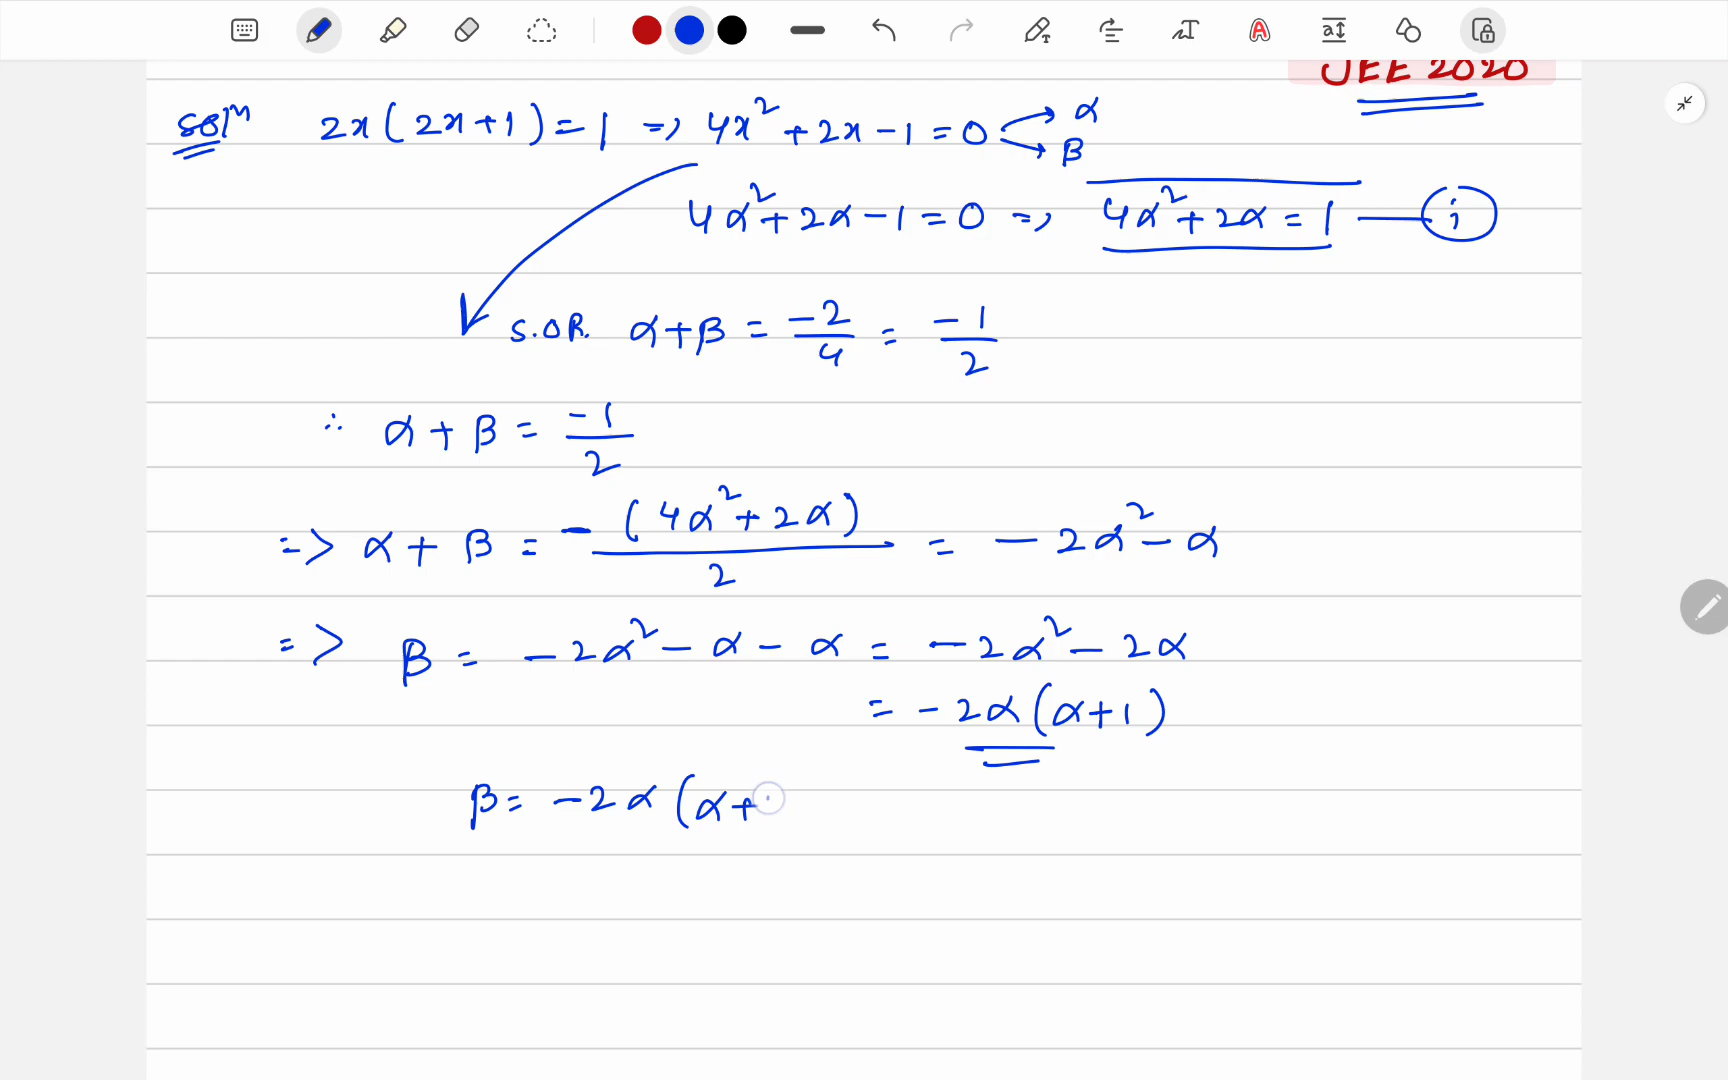 JEE 2020
Solⁿ 2x(2x+1)=1 => 4x²+2x-1=0 → α
→ β
4α²+2α-1=0 => 4α²+2α=1 — (i)
S.O.R. α+β = -2/4 = -1/2
∴ α+β = -1/2
=> α+β = -(4α²+2α)/2 = -2α²-α
=> β = -2α²-α-α = -2α²-2α
= -2α(α+1)
β= -2α(α+